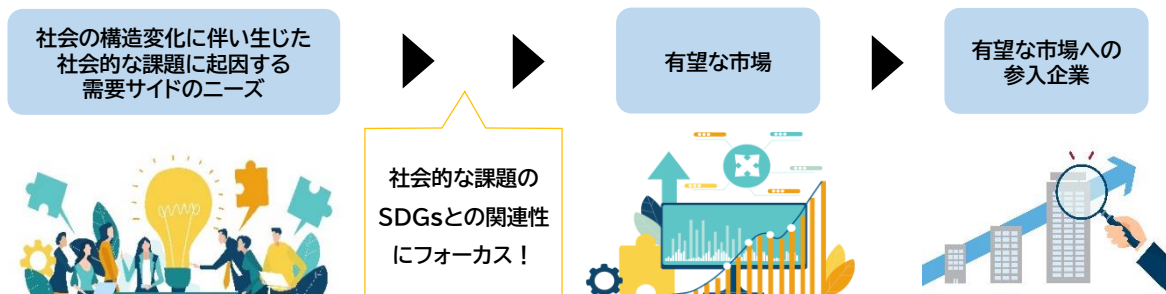 社会の構造変化に伴い生じた
社会的な課題に起因する
需要サイドのニーズ
社会的な課題の
SDGsとの関連性
にフォーカス！
有望な市場
有望な市場への
参入企業